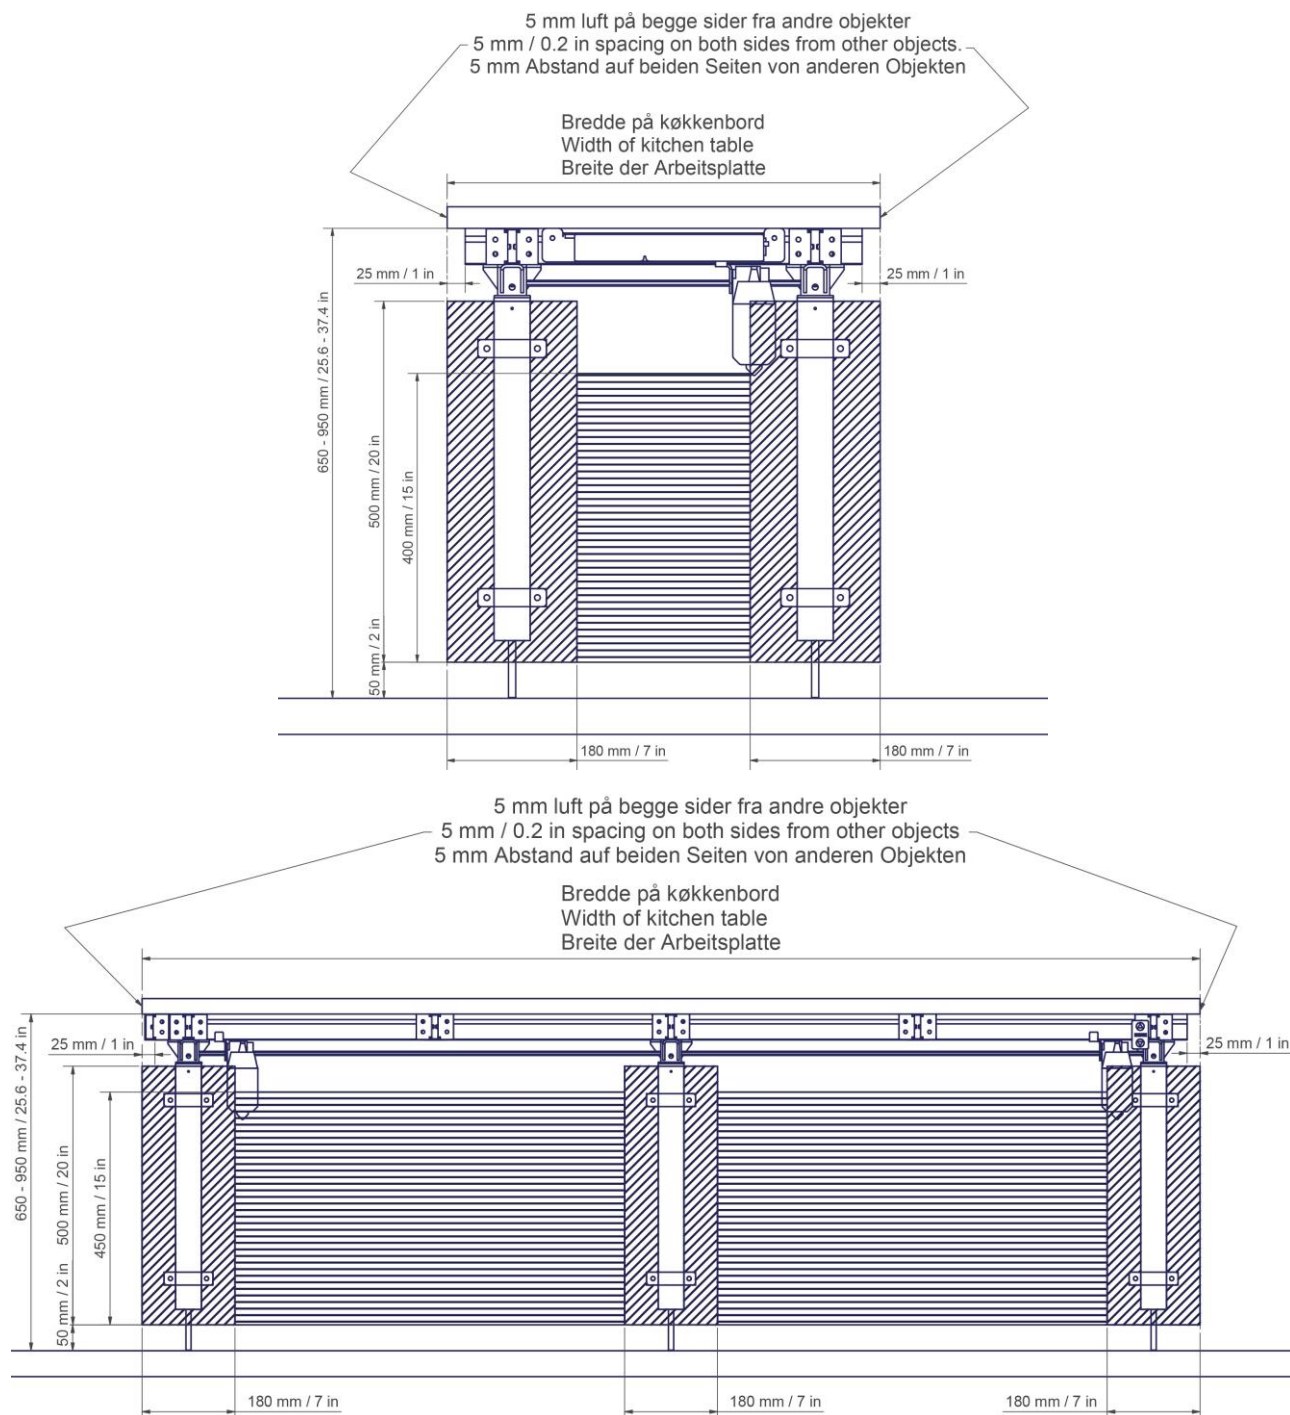 5 mm luft på begge sider fra andre objekter
5 mm / 0.2 in spacing on both sides from other objects.
5 mm Abstand auf beiden Seiten von anderen Objekten
Bredde på køkkenbord
Width of kitchen table
Breite der Arbeitsplatte
25 mm / 1 in
25 mm / 1 in
650 - 950 mm / 25.6 - 37.4 in
500 mm / 20 in
400 mm / 15 in
50 mm / 2 in
180 mm / 7 in
180 mm / 7 in
5 mm luft på begge sider fra andre objekter
5 mm / 0.2 in spacing on both sides from other objects
5 mm Abstand auf beiden Seiten von anderen Objekten
Bredde på køkkenbord
Width of kitchen table
Breite der Arbeitsplatte
25 mm / 1 in
25 mm / 1 in
650 - 950 mm / 25.6 - 37.4 in
500 mm / 20 in
450 mm / 15 in
50 mm / 2 in
180 mm / 7 in
180 mm / 7 in
180 mm / 7 in